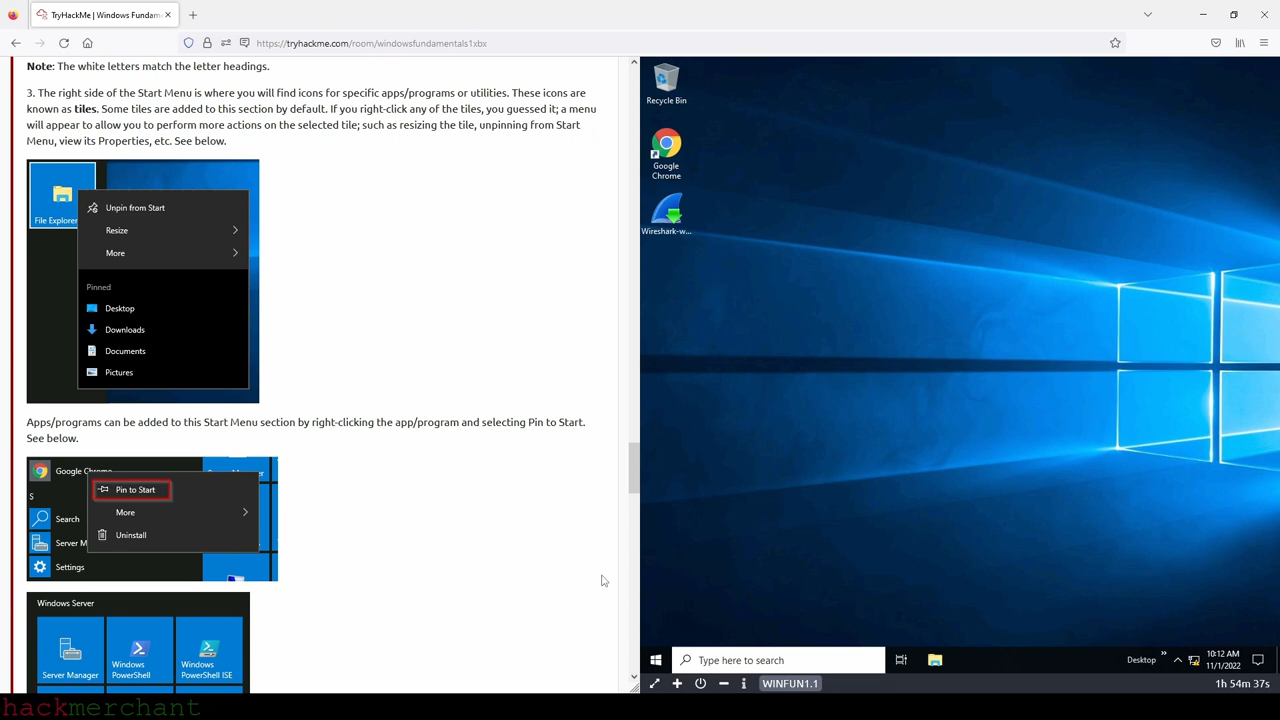 TryHackMe | Windows Fundam
https://tryhackme.com/room/windowsfundamentals1xbx
Note: The white letters match the letter headings.
3. The right side of the Start Menu is where you will find icons for specific apps/programs or utilities. These icons are
known as tiles. Some tiles are added to this section by default. If you right-click any of the tiles, you guessed it; a menu
will appear to allow you to perform more actions on the selected tile; such as resizing the tile, unpinning from Start
Menu, view its Properties, etc. See below.
File Explorer
Unpin from Start
Resize
More
Pinned
Desktop
Downloads
Documents
Pictures
Apps/programs can be added to this Start Menu section by right-clicking the app/program and selecting Pin to Start.
See below.
Google Chrome
Pin to Start
S
More
Search
Server M
Uninstall
Settings
Windows Server
Server Manager
Windows
PowerShell
Windows
PowerShell ISE
Recycle Bin
Google
Chrome
Wireshark-w...
Type here to search
Desktop
10:12 AM
11/1/2022
WINFUN1.1
1h 54m 37s
hackmerchant